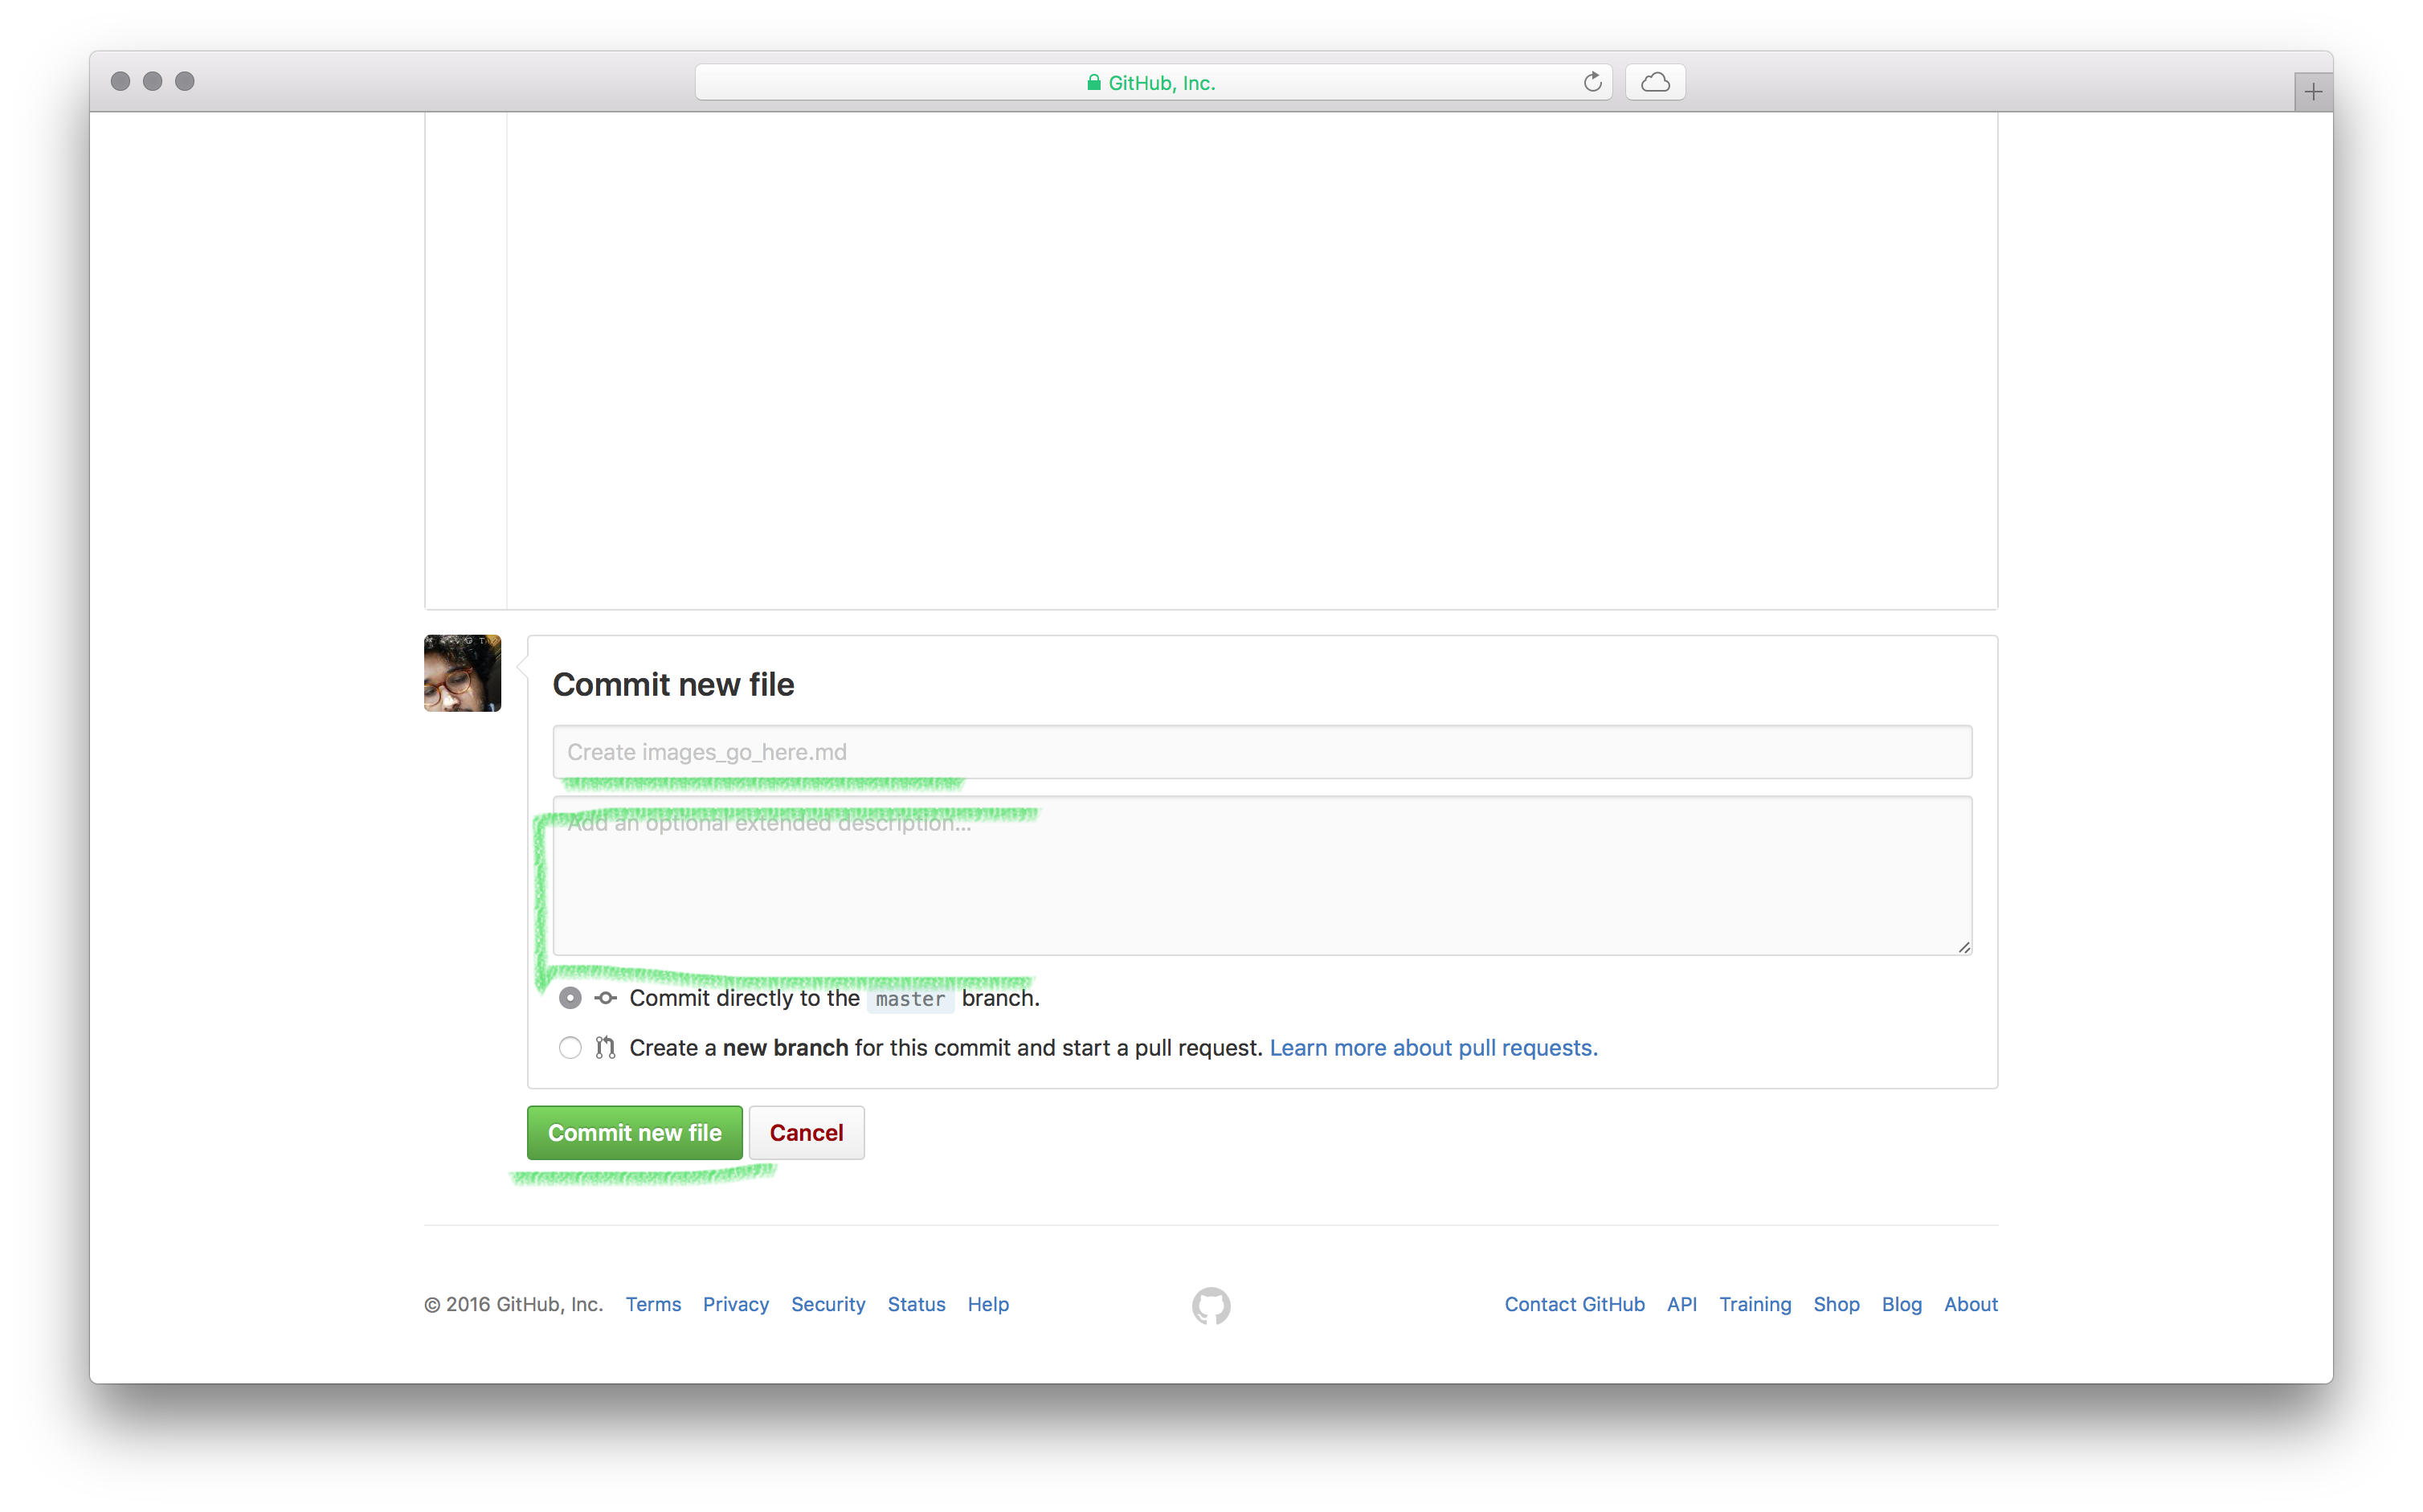 GitHub, Inc.
Commit new file
Create images_go_here.md
Add an optional extended description...
Commit directly to the master branch.
Create a new branch for this commit and start a pull request. Learn more about pull requests.
Commit new file Cancel
© 2016 GitHub, Inc. Terms Privacy Security Status Help Contact GitHub API Training Shop Blog About